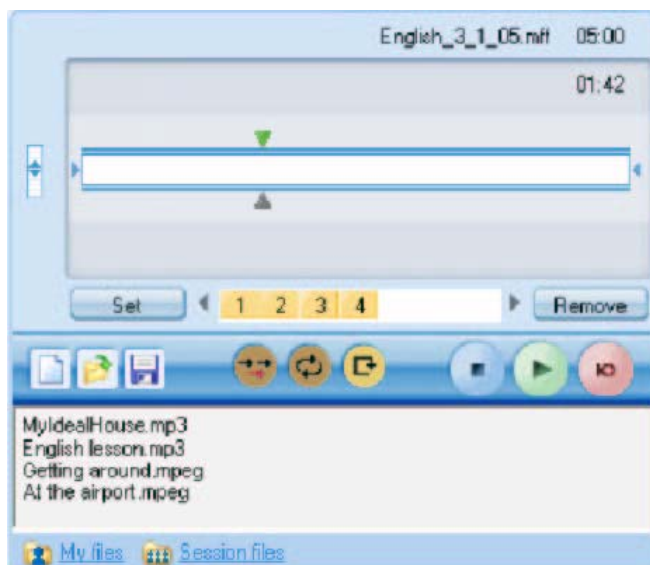 English_3_1_05.mff 05:00
01:42
Set 1 2 3 4 Remove
MyIdealHouse.mp3
English lesson.mp3
Getting around.mpeg
At the airport.mpeg
My files Session files